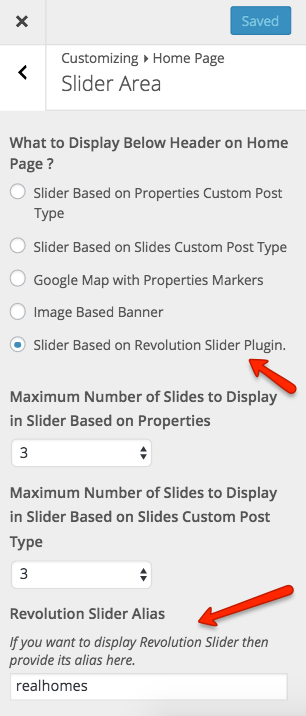 Saved
Customizing ▸ Home Page
Slider Area
What to Display Below Header on Home
Page ?
Slider Based on Properties Custom Post
Type
Slider Based on Slides Custom Post Type
Google Map with Properties Markers
Image Based Banner
Slider Based on Revolution Slider Plugin.
Maximum Number of Slides to Display
in Slider Based on Properties
3
Maximum Number of Slides to Display
in Slider Based on Slides Custom Post
Type
3
Revolution Slider Alias
If you want to display Revolution Slider then
provide its alias here.
realhomes